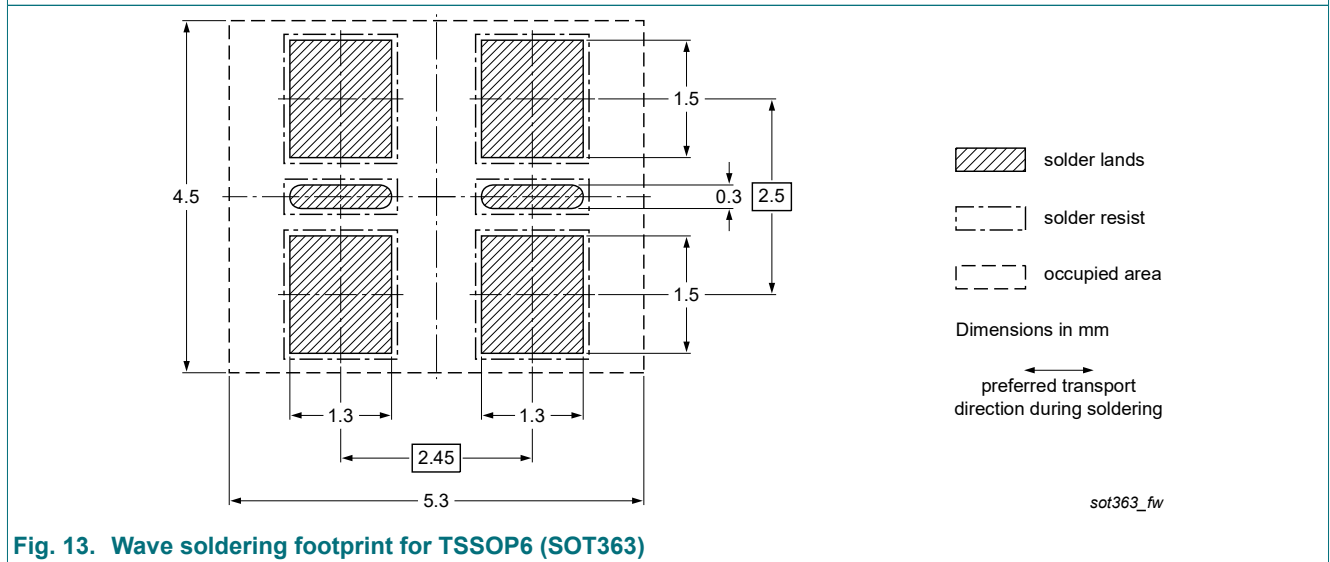 1.5
4.5
0.3
2.5
1.5
1.3
1.3
2.45
5.3
solder lands
solder resist
occupied area
Dimensions in mm
preferred transport
direction during soldering
sot363_fw
Fig. 13. Wave soldering footprint for TSSOP6 (SOT363)